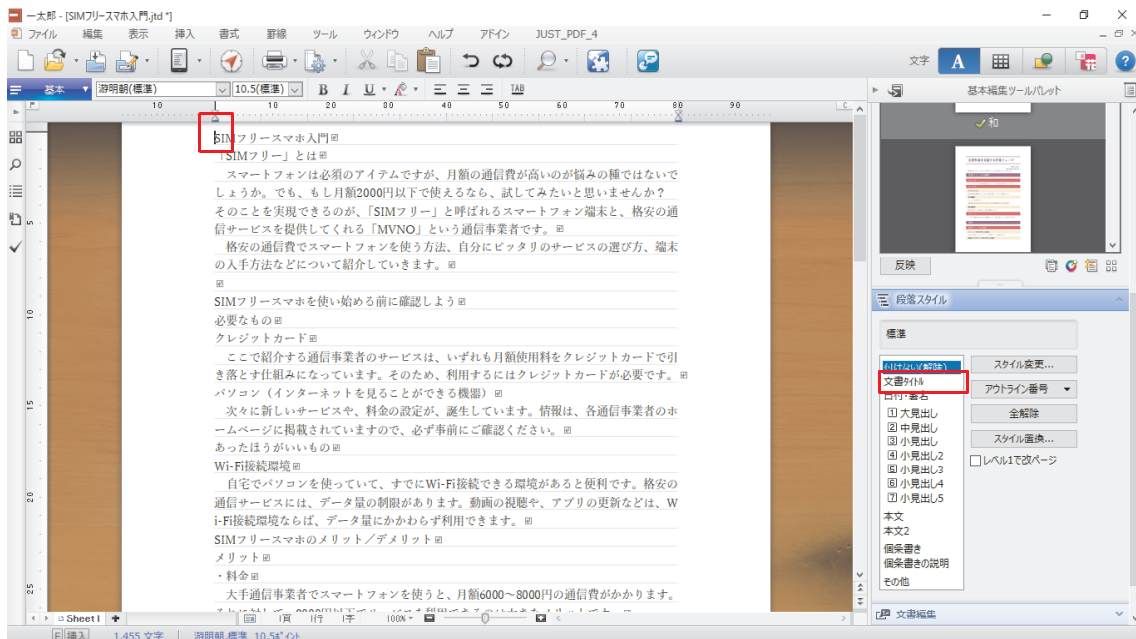 一太郎 - [SIMフリースマホ入門.jtd *]
ファイル 編集 表示 挿入 書式 罫線 ツール ウィンドウ ヘルプ アドイン JUST_PDF_4
文字 A
基本 游明朝(標準) 10.5(標準) B I U TAB
基本編集ツールパレット
10 10 20 30 40 50 60 70 80 90
和
SIMフリースマホ入門
「SIMフリー」とは
スマートフォンは必須のアイテムですが、月額の通信費が高いのが悩みの種ではないで
しょうか。でも、もし月額2000円以下で使えるなら、試してみたいと思いませんか？
そのことを実現できるのが、「SIMフリー」と呼ばれるスマートフォン端末と、格安の通
信サービスを提供してくれる「MVNO」という通信事業者です。
格安の通信費でスマートフォンを使う方法、自分にピッタリのサービスの選び方、端末
の入手方法などについて紹介していきます。
SIMフリースマホを使い始める前に確認しよう
必要なもの
クレジットカード
ここで紹介する通信事業者のサービスは、いずれも月額使用料をクレジットカードで引
き落とす仕組みになっています。そのため、利用するにはクレジットカードが必要です。
パソコン（インターネットを見ることができる機器）
次々に新しいサービスや、料金の設定が、誕生しています。情報は、各通信事業者のホ
ームページに掲載されていますので、必ず事前にご確認ください。
あったほうがいいもの
Wi-Fi接続環境
自宅でパソコンを使っていて、すでにWi-Fi接続できる環境があると便利です。格安の
通信サービスには、データ量の制限があります。動画の視聴や、アプリの更新などは、W
i-Fi接続環境ならば、データ量にかかわらず利用できます。
SIMフリースマホのメリット／デメリット
メリット
・料金
大手通信事業者でスマートフォンを使うと、月額6000～8000円の通信費がかかります。
5
10
15
20
25
反映
段落スタイル
標準
付けない(解除)
文書タイトル
日付・署名
1 大見出し
2 中見出し
3 小見出し
4 小見出し2
5 小見出し3
6 小見出し4
7 小見出し5
本文
本文2
個条書き
個条書きの説明
その他
スタイル変更...
アウトライン番号
全解除
スタイル置換...
レベル1で改ページ
文書編集
Sheet1 1頁 1行 1字 100%
挿入 1,455 文字 游明朝 標準 10.5ポイント